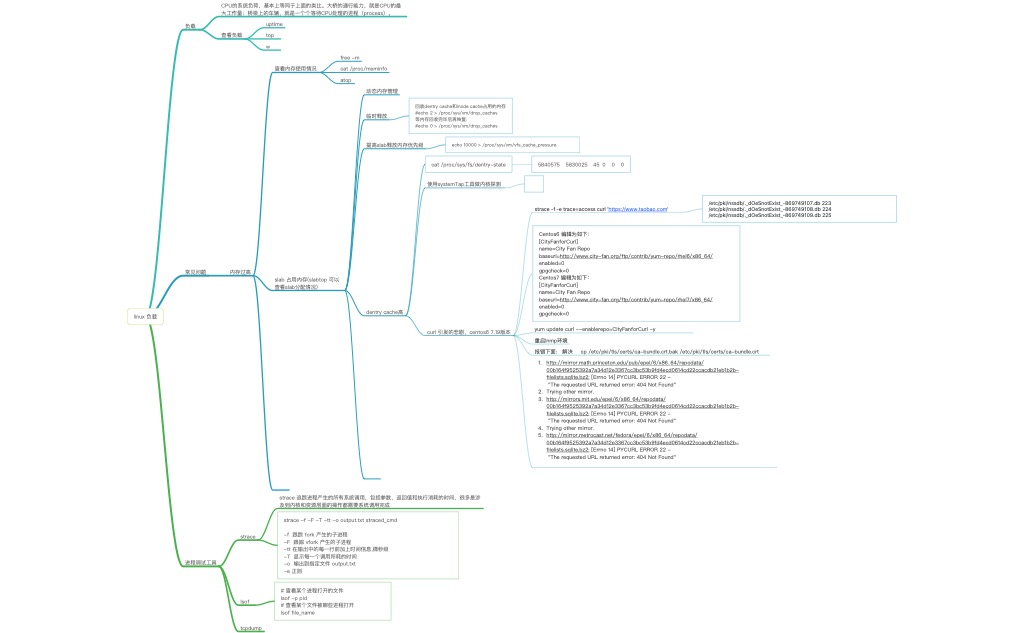 CPU的系统负荷，基本上等同于上面的类比。大桥的通行能力，就是CPU的最
大工作量；桥梁上的车辆，就是一个个等待CPU处理的进程（process）。
负载
查看负载
uptime
top
w
free -m
查看内存使用情况
cat /proc/meminfo
atop
动态内存管理
临时释放
回收dentry cache和inode cache占用的内存
#echo 2 > /proc/sys/vm/drop_caches
等内存回收完毕后再恢复:
#echo 0 > /proc/sys/vm/drop_caches
提高slab释放内存优先级
echo 10000 > /proc/sys/vm/vfs_cache_pressure
cat /proc/sys/fs/dentry-state
5840575 5830025 45 0 0 0
使用systemTap工具做内核探测
strace -f -e trace=access curl "https://www.taobao.com"
/etc/pki/nssdb/._dOeSnotExist_-869749107.db 223
/etc/pki/nssdb/._dOeSnotExist_-869749108.db 224
/etc/pki/nssdb/._dOeSnotExist_-869749109.db 225
Centos6 编辑为如下:
[CityFanforCurl]
name=City Fan Repo
baseurl=http://www.city-fan.org/ftp/contrib/yum-repo/rhel6/x86_64/
enabled=0
gpgcheck=0
Centos7 编辑为如下:
[CityFanforCurl]
name=City Fan Repo
baseurl=http://www.city-fan.org/ftp/contrib/yum-repo/rhel7/x86_64/
enabled=0
gpgcheck=0
常见问题
内存过高
slab 占用内存(slabtop 可以
查看slab分配情况)
dentry cache高
linux 负载
curl 引发的悲剧，centos6 7.19版本
yum update curl --enablerepo=CityFanforCurl -y
重启lnmp环境
报错下面： 解决 cp /etc/pki/tls/certs/ca-bundle.crt.bak /etc/pki/tls/certs/ca-bundle.crt
1. http://mirror.math.princeton.edu/pub/epel/6/x86_64/repodata/
00b164f9525392a7a34d12e3367cc3bc53b9fd4ecd0614cd22ccacdb21eb1b2b-
filelists.sqlite.bz2: [Errno 14] PYCURL ERROR 22 -
"The requested URL returned error: 404 Not Found"
2. Trying other mirror.
3. http://mirrors.mit.edu/epel/6/x86_64/repodata/
00b164f9525392a7a34d12e3367cc3bc53b9fd4ecd0614cd22ccacdb21eb1b2b-
filelists.sqlite.bz2: [Errno 14] PYCURL ERROR 22 -
"The requested URL returned error: 404 Not Found"
4. Trying other mirror.
5. http://mirror.metrocast.net/fedora/epel/6/x86_64/repodata/
00b164f9525392a7a34d12e3367cc3bc53b9fd4ecd0614cd22ccacdb21eb1b2b-
filelists.sqlite.bz2: [Errno 14] PYCURL ERROR 22 -
"The requested URL returned error: 404 Not Found"
strace 追踪进程产生的所有系统调用，包括参数、返回值和执行消耗的时间，很多是涉
及到内核和资源层面的操作都需要系统调用完成
strace
strace -f -F -T -tt -o output.txt straced_cmd
-f 跟踪 fork 产生的子进程
-F 跟踪 vfork 产生的子进程
-tt 在输出中的每一行前加上时间信息,微秒级
-T 显示每一个调用所耗的时间
-o 输出到指定文件 output.txt
-e 正则
进程调试工具
lsof
# 查看某个进程打开的文件
lsof -p pid
# 查看某个文件被哪些进程打开
lsof file_name
tcpdump